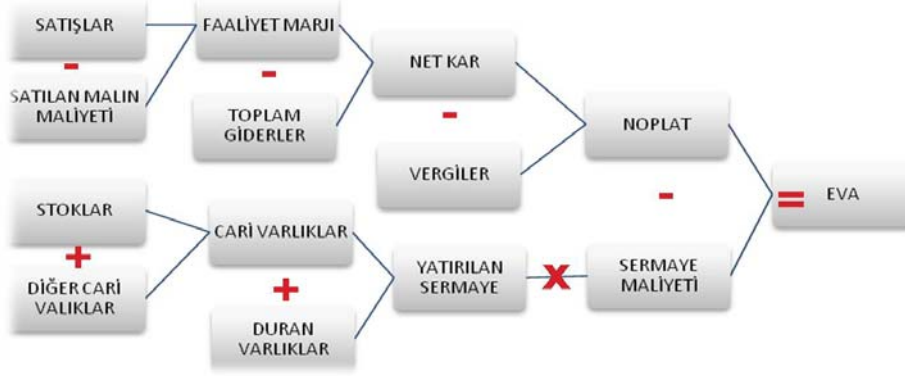 SATIŞLAR
-
SATILAN MALIN
MALİYETİ
FAALİYET MARJI
-
TOPLAM
GİDERLER
NET KAR
-
VERGİLER
NOPLAT
-
STOKLAR
+
DİĞER CARİ
VALIKLAR
CARİ VARLIKLAR
+
DURAN
VARLIKLAR
YATIRILAN
SERMAYE
X
SERMAYE
MALİYETİ
=
EVA